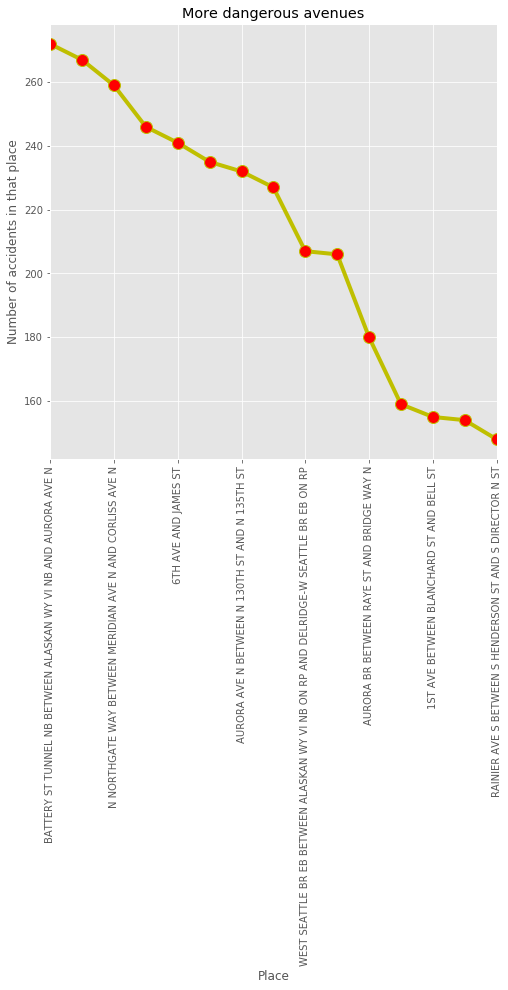 More dangerous avenues
Number of accidents in that place
260
240
220
200
180
160
BATTERY ST TUNNEL NB BETWEEN ALASKAN WY VI NB AND AURORA AVE N
N NORTHGATE WAY BETWEEN MERIDIAN AVE N AND CORLISS AVE N
6TH AVE AND JAMES ST
AURORA AVE N BETWEEN N 130TH ST AND N 135TH ST
WEST SEATTLE BR EB BETWEEN ALASKAN WY VI NB ON RP AND DELRIDGE-W SEATTLE BR EB ON RP
AURORA BR BETWEEN RAYE ST AND BRIDGE WAY N
1ST AVE BETWEEN BLANCHARD ST AND BELL ST
RAINIER AVE S BETWEEN S HENDERSON ST AND S DIRECTOR N ST
Place